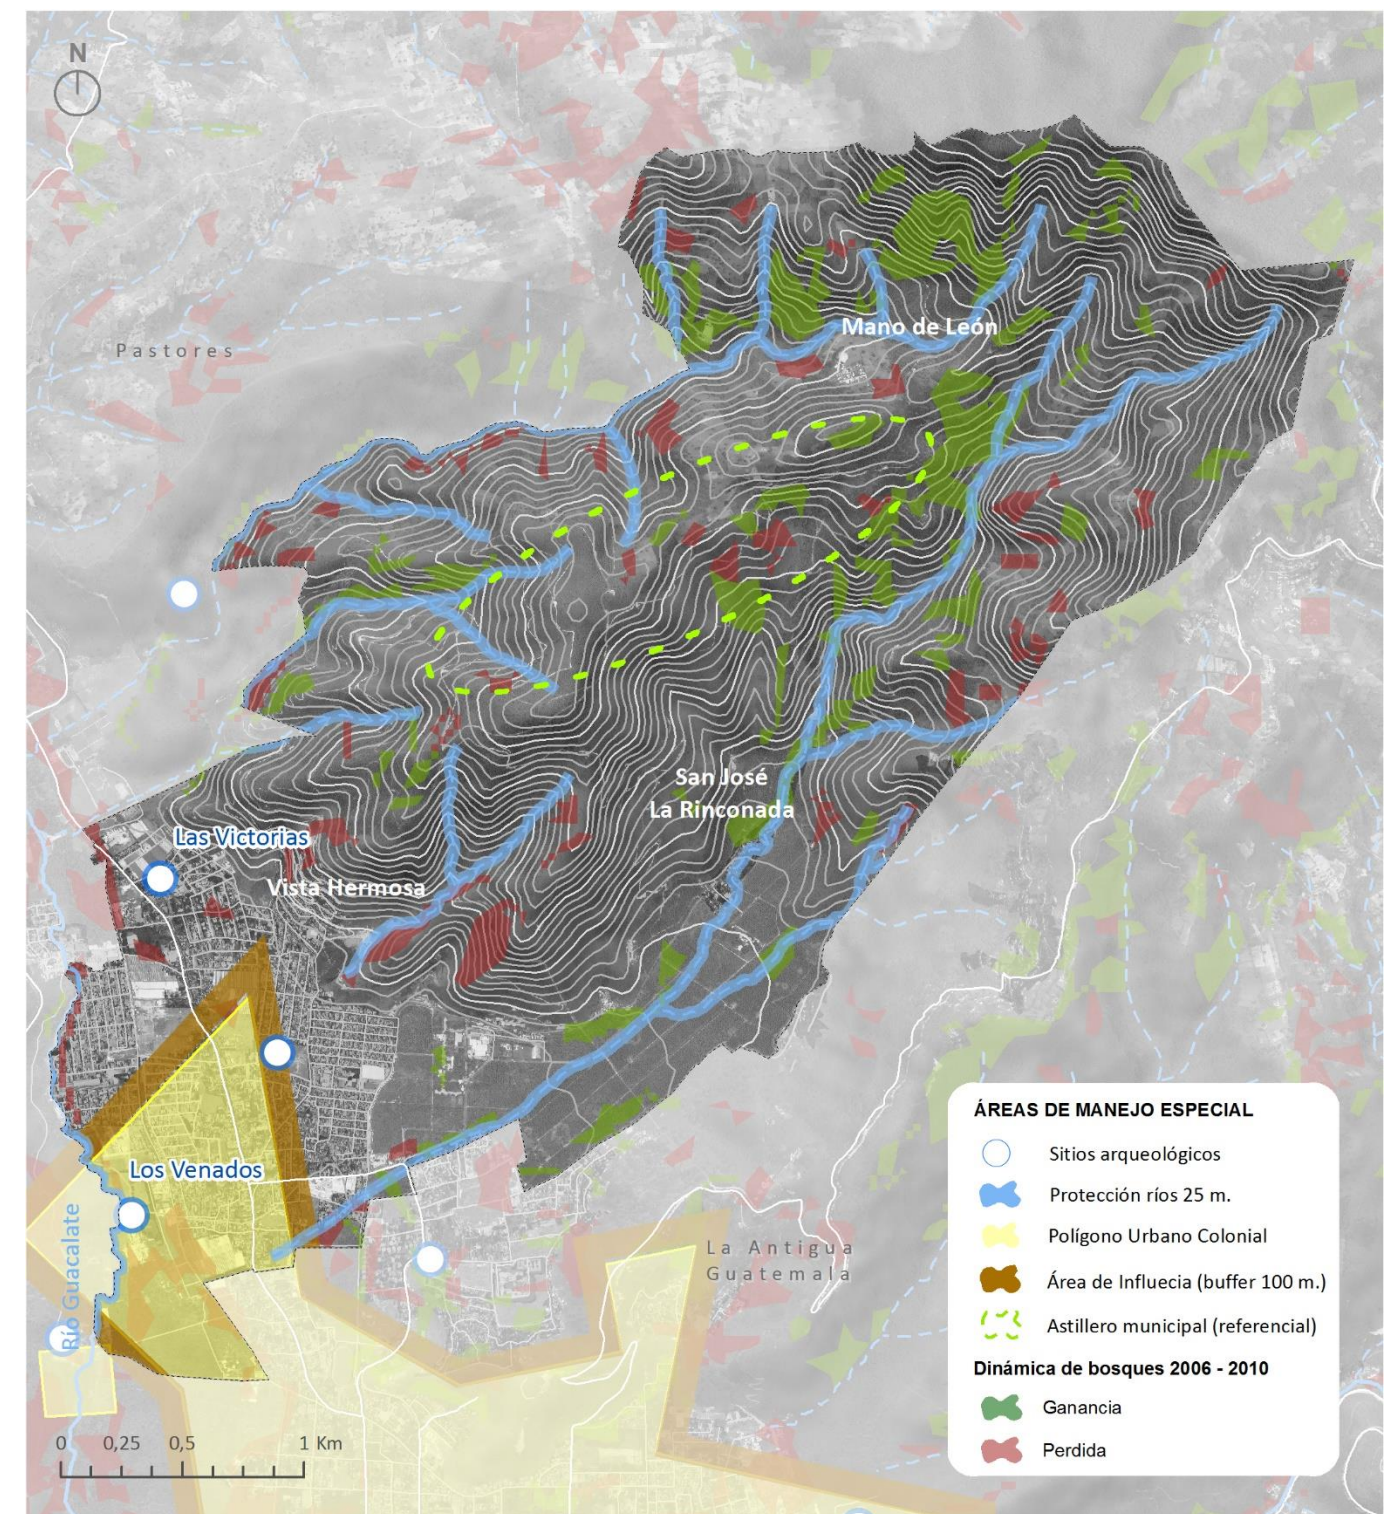 N
Pastores
Mano de León
San José
La Rinconada
Las Victorias
Vista Hermosa
Los Venados
Río Guacalate
La Antigua
Guatemala
0 0,25 0,5 1 Km
ÁREAS DE MANEJO ESPECIAL
Sitios arqueológicos
Protección ríos 25 m.
Polígono Urbano Colonial
Área de Influecia (buffer 100 m.)
Astillero municipal (referencial)
Dinámica de bosques 2006 - 2010
Ganancia
Perdida